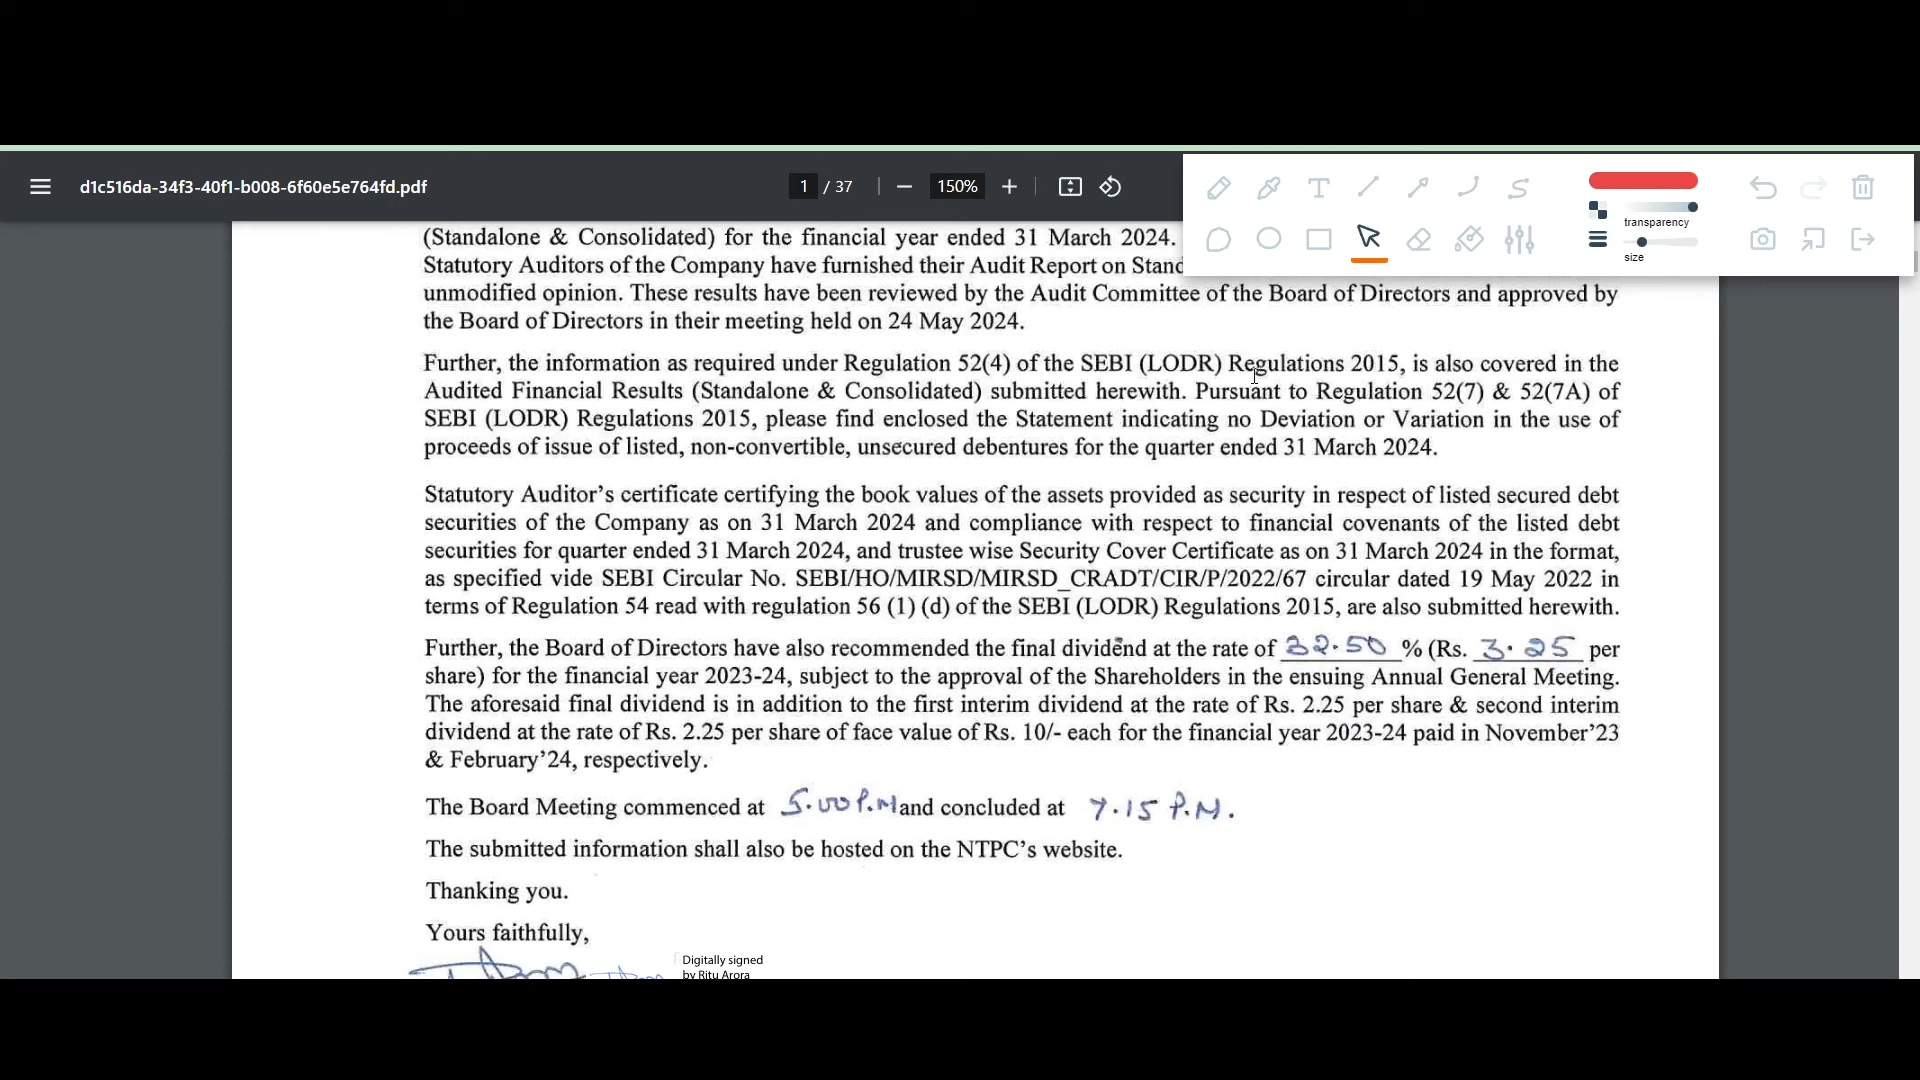 d1c516da-34f3-40f1-b008-6f60e5e764fd.pdf
1 / 37
150%
transparency
size
(Standalone & Consolidated) for the financial year ended 31 March 2024.
Statutory Auditors of the Company have furnished their Audit Report on Stand
unmodified opinion. These results have been reviewed by the Audit Committee of the Board of Directors and approved by
the Board of Directors in their meeting held on 24 May 2024.
Further, the information as required under Regulation 52(4) of the SEBI (LODR) Regulations 2015, is also covered in the
Audited Financial Results (Standalone & Consolidated) submitted herewith. Pursuant to Regulation 52(7) & 52(7A) of
SEBI (LODR) Regulations 2015, please find enclosed the Statement indicating no Deviation or Variation in the use of
proceeds of issue of listed, non-convertible, unsecured debentures for the quarter ended 31 March 2024.
Statutory Auditor's certificate certifying the book values of the assets provided as security in respect of listed secured debt
securities of the Company as on 31 March 2024 and compliance with respect to financial covenants of the listed debt
securities for quarter ended 31 March 2024, and trustee wise Security Cover Certificate as on 31 March 2024 in the format,
as specified vide SEBI Circular No. SEBI/HO/MIRSD/MIRSD_CRADT/CIR/P/2022/67 circular dated 19 May 2022 in
terms of Regulation 54 read with regulation 56 (1) (d) of the SEBI (LODR) Regulations 2015, are also submitted herewith.
Further, the Board of Directors have also recommended the final dividend at the rate of 32.50 % (Rs. 3.25 per
share) for the financial year 2023-24, subject to the approval of the Shareholders in the ensuing Annual General Meeting.
The aforesaid final dividend is in addition to the first interim dividend at the rate of Rs. 2.25 per share & second interim
dividend at the rate of Rs. 2.25 per share of face value of Rs. 10/- each for the financial year 2023-24 paid in November'23
& February'24, respectively.
The Board Meeting commenced at 5.00 P.M and concluded at 7.15 P.M.
The submitted information shall also be hosted on the NTPC's website.
Thanking you.
Yours faithfully,
Digitally signed
by Ritu Arora